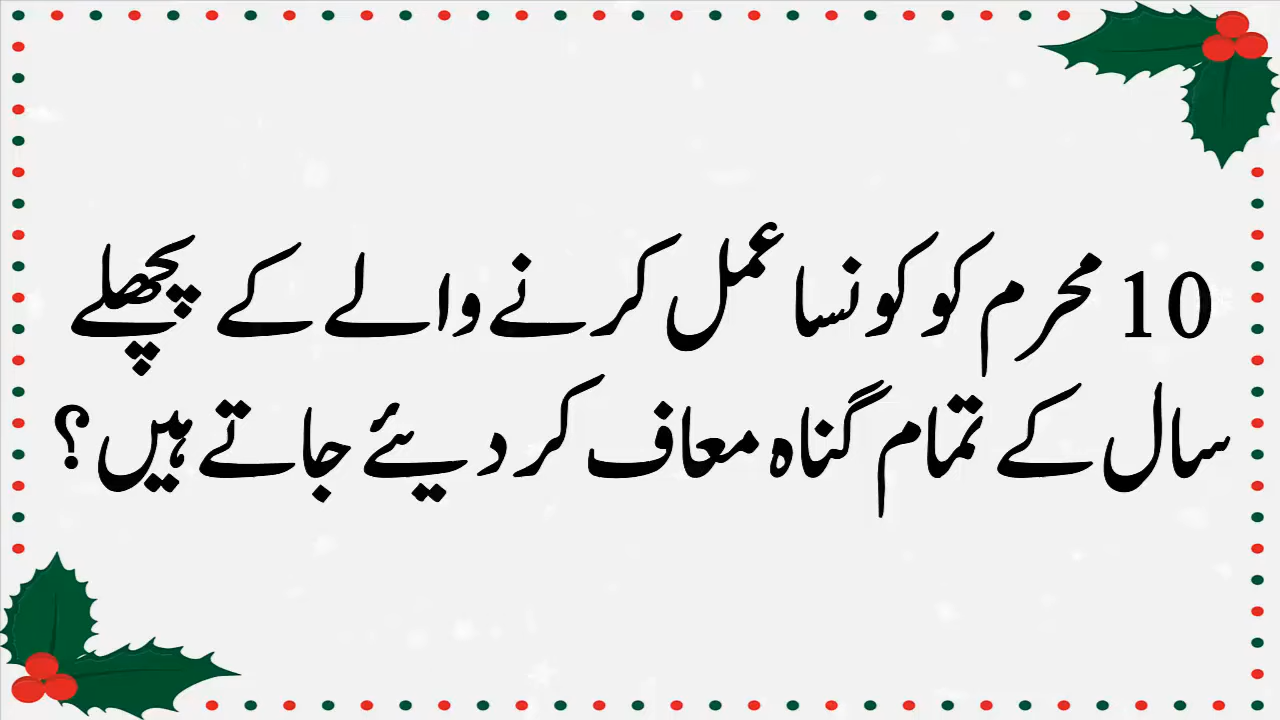 10 محرم کو کونسا عمل کرنے والے کے پچھلے
سال کے تمام گناہ معاف کر دیئے جاتے ہیں؟